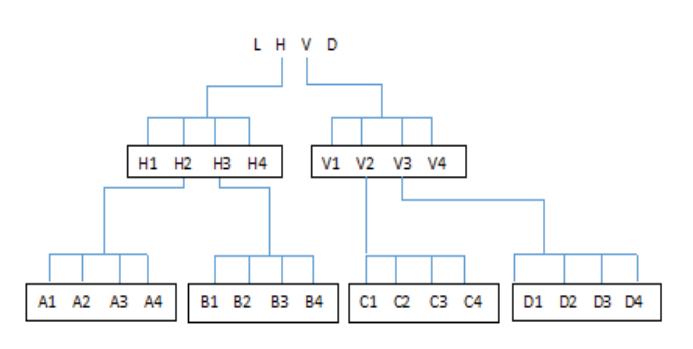 L H V D
H1 H2 H3 H4 V1 V2 V3 V4
A1 A2 A3 A4 B1 B2 B3 B4 C1 C2 C3 C4 D1 D2 D3 D4